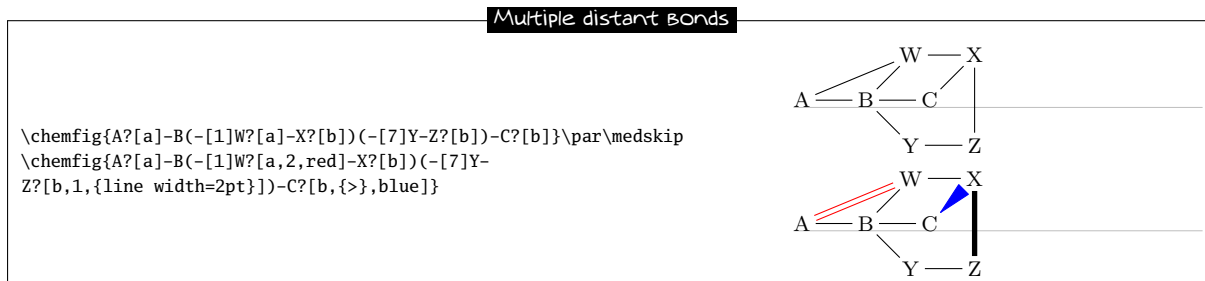 Multiple distant Bonds
\chemfig{A?[a]-B(-[1]W?[a]-X?[b])(-[7]Y-Z?[b])-C?[b]}\par\medskip
\chemfig{A?[a]-B(-[1]W?[a,2,red]-X?[b])(-[7]Y-
Z?[b,1,{line width=2pt}])-C?[b,{>},blue]}
W X
A B C
Y Z
W X
A B C
Y Z